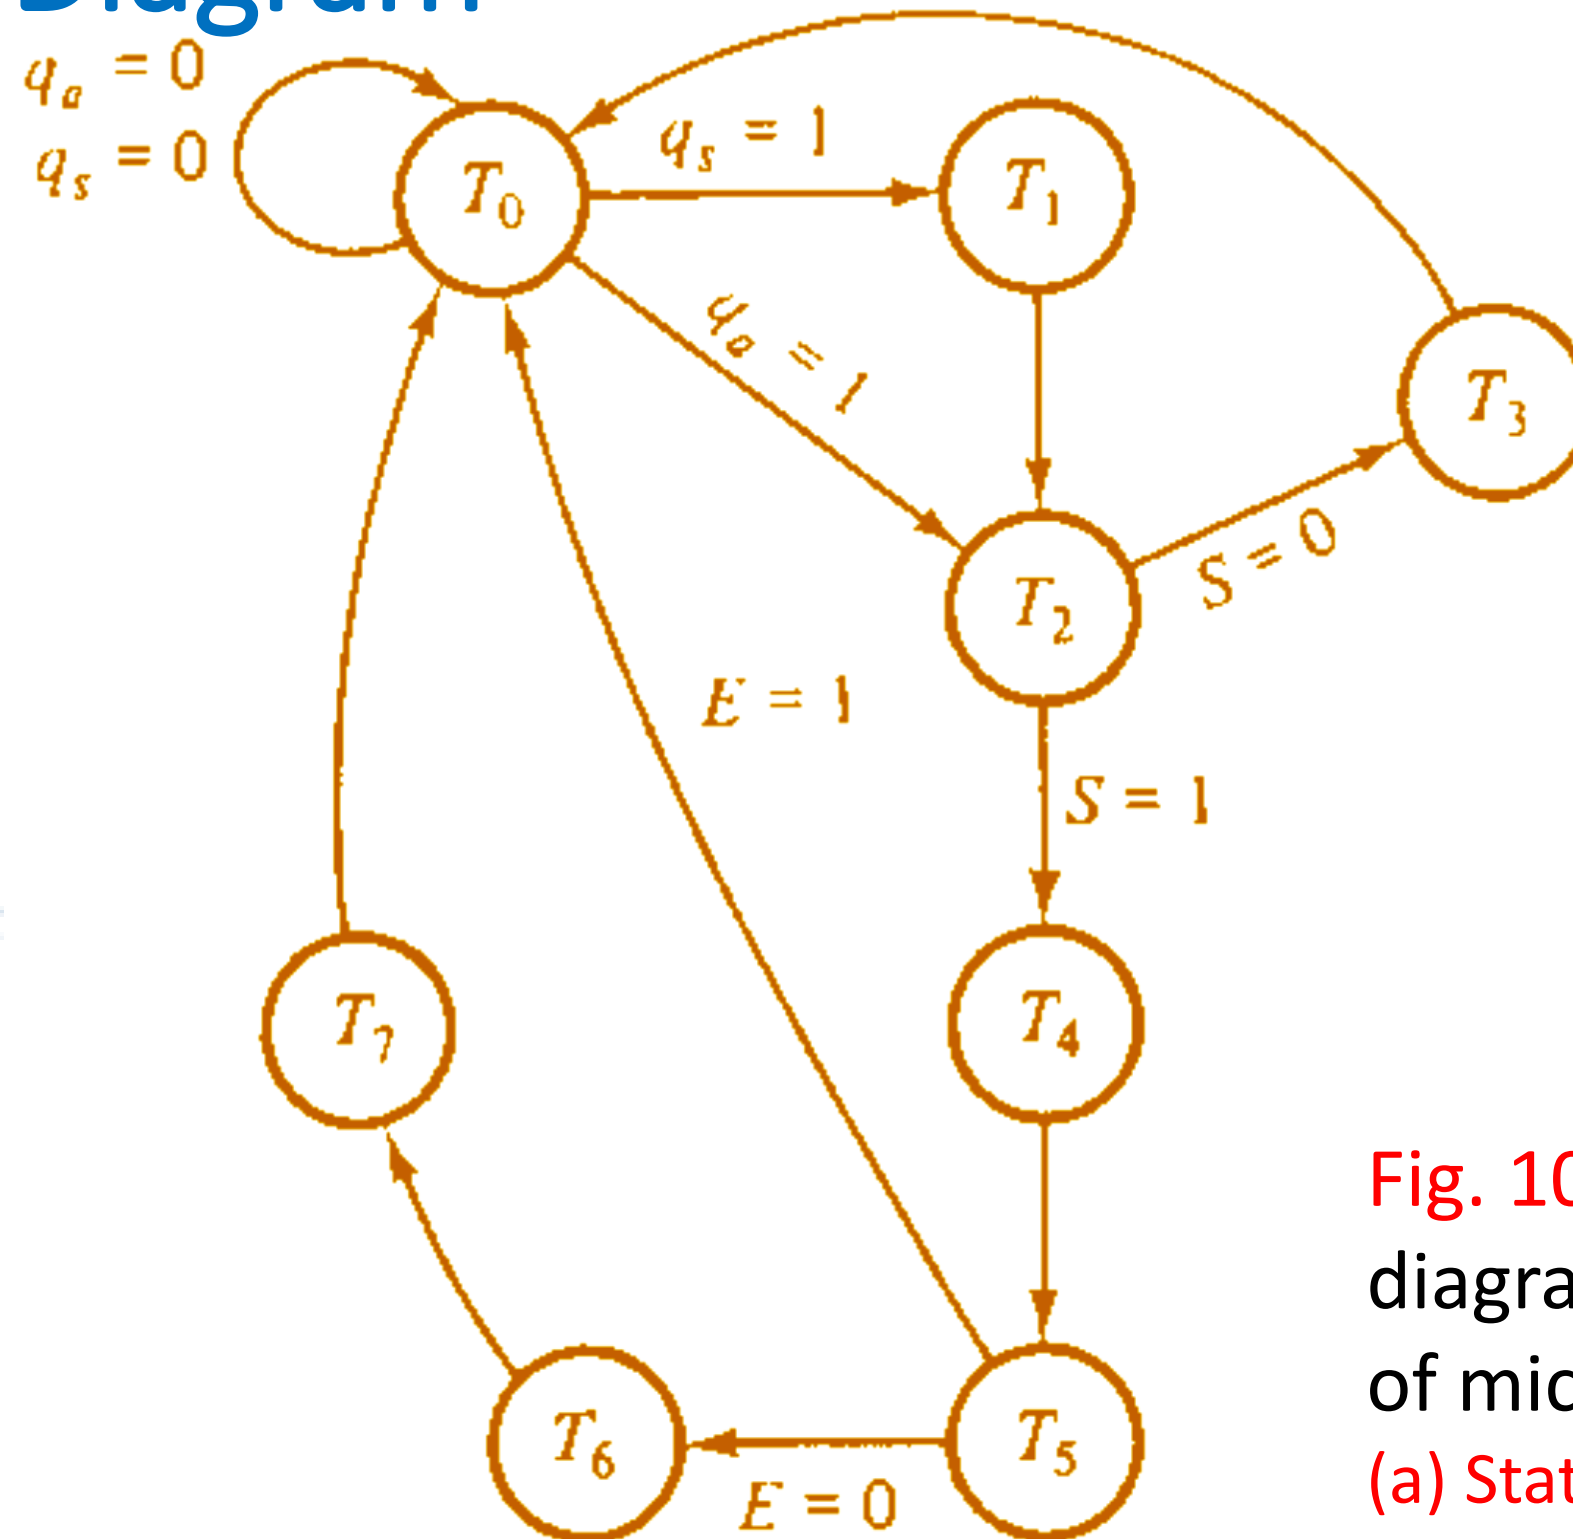 Diagram
qₐ = 0
qₛ = 0
T₀
qₛ = 1
T₁
qₐ = 1
T₃
T₂
S = 0
E = 1
S = 1
T₇
T₄
Fig. 10
diagra
of mic
T₆
T₅
E = 0
(a) Stat